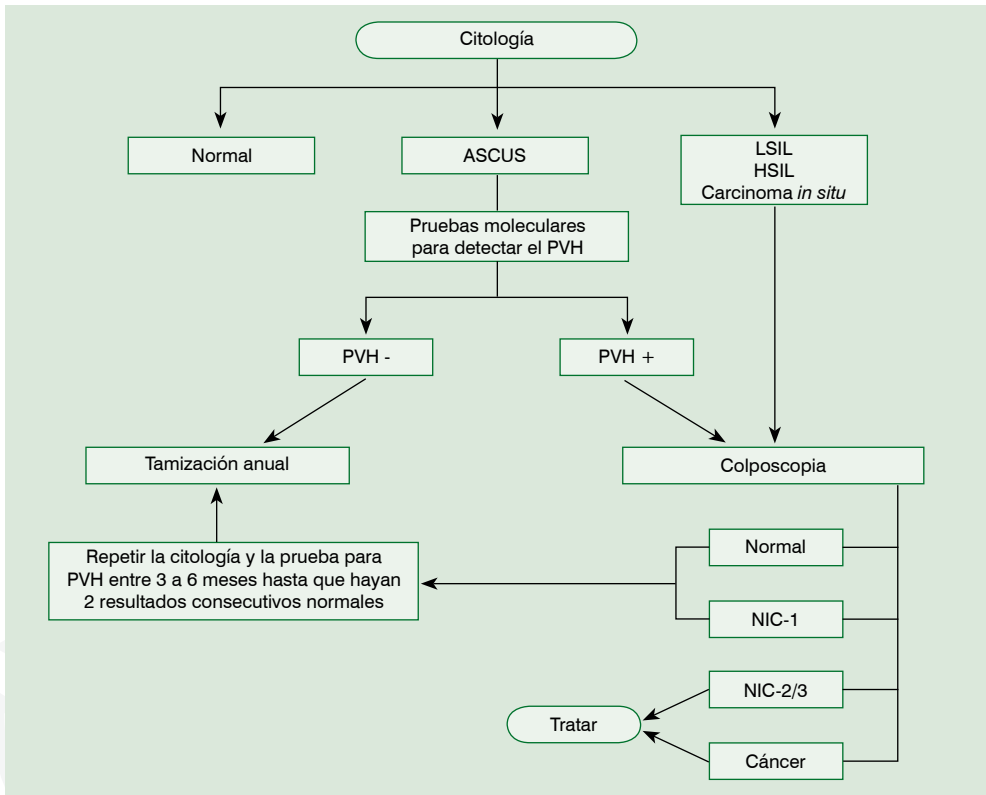 Citología
Normal
ASCUS
LSIL
HSIL
Carcinoma in situ
Pruebas moleculares
para detectar el PVH
PVH -
PVH +
Tamización anual
Colposcopia
Repetir la citología y la prueba para
PVH entre 3 a 6 meses hasta que hayan
2 resultados consecutivos normales
Normal
NIC-1
NIC-2/3
Tratar
Cáncer